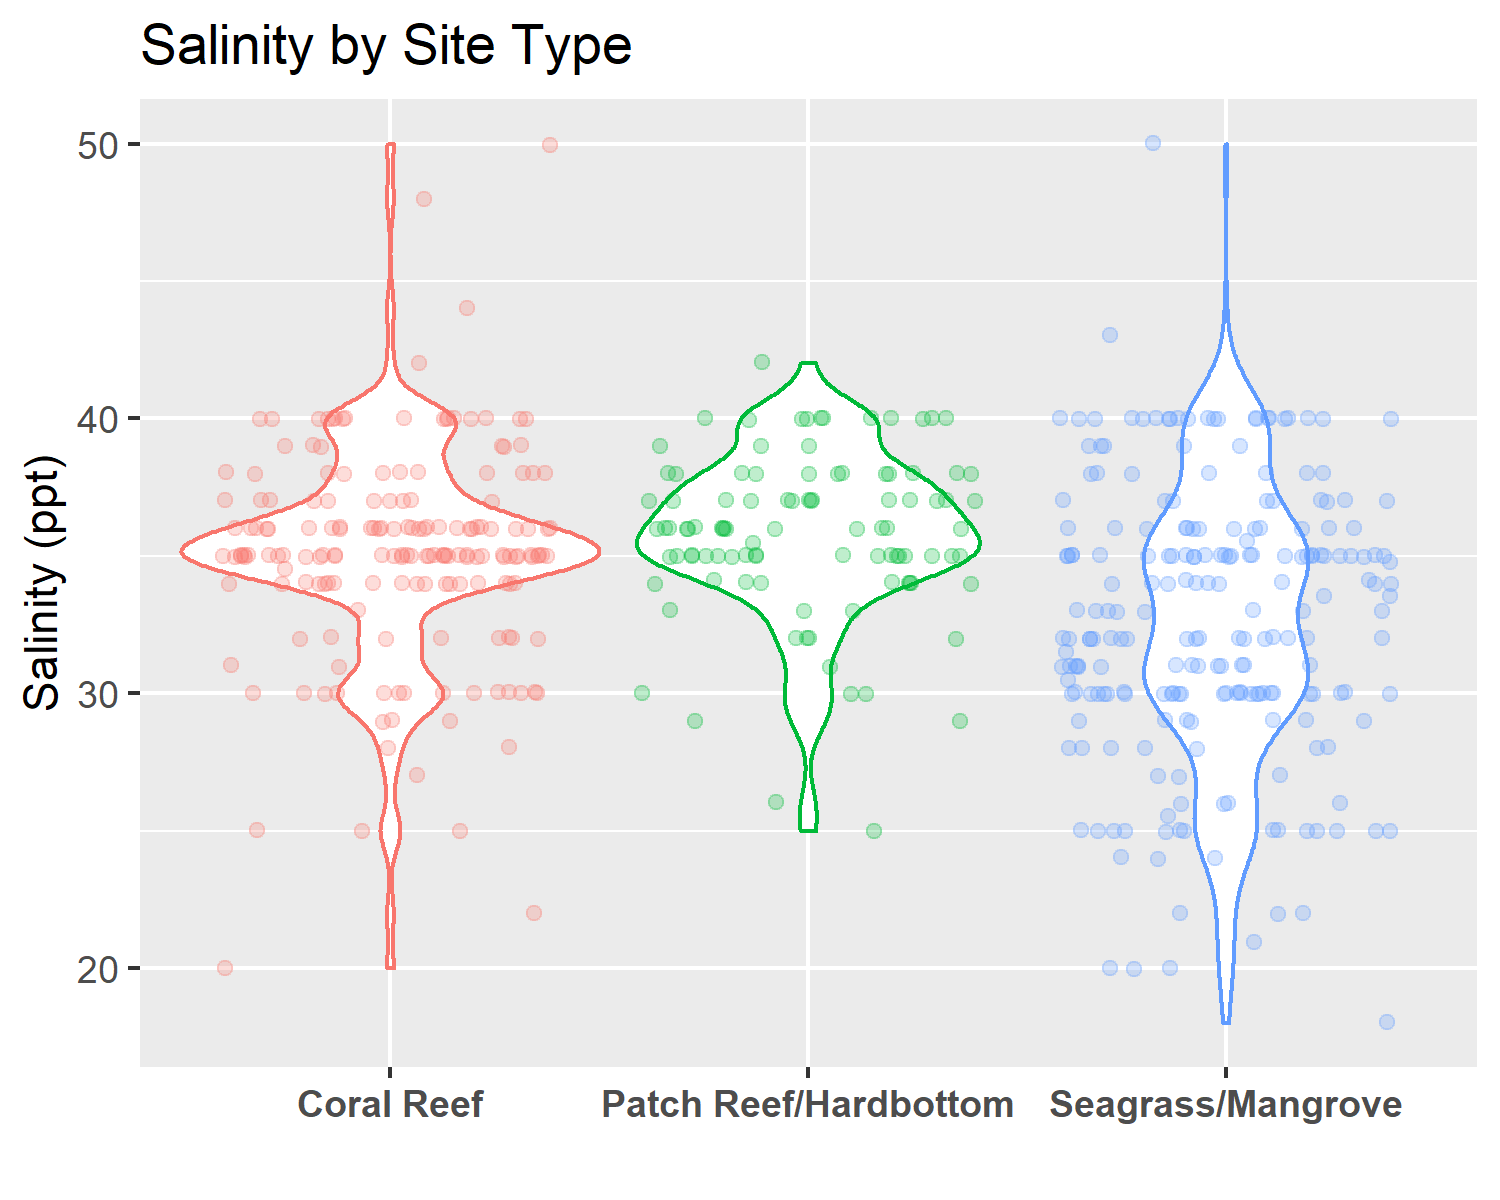 Salinity by Site Type
Salinity (ppt)
50
40
30
20
Coral Reef
Patch Reef/Hardbottom
Seagrass/Mangrove